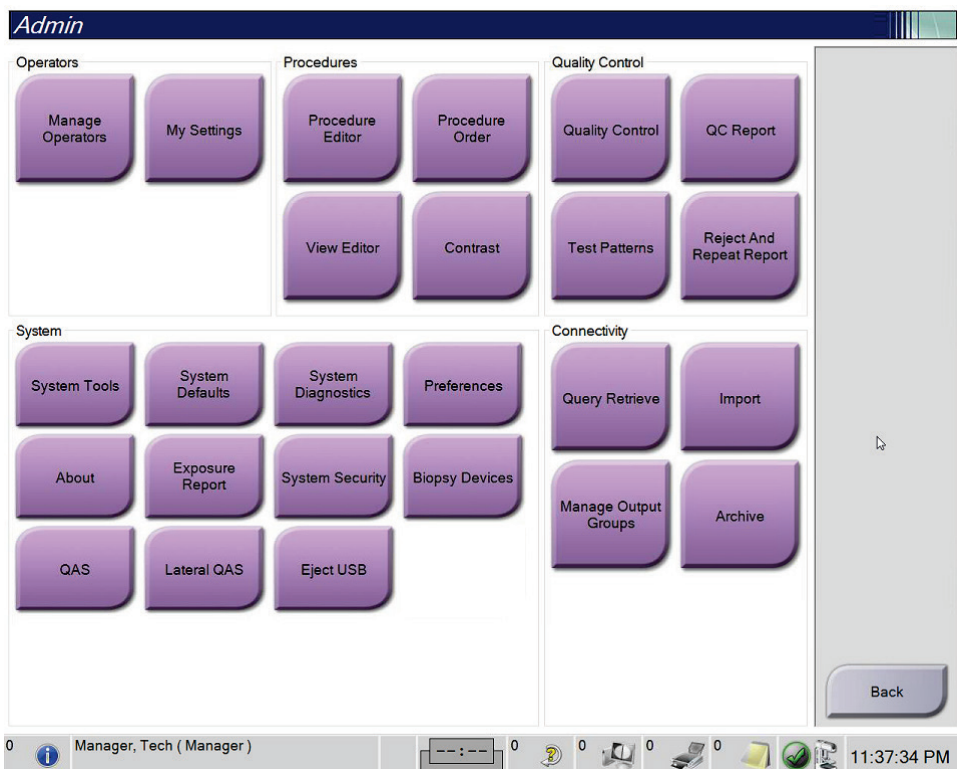 Admin
Operators
Manage
Operators
My Settings
Procedures
Procedure
Editor
Procedure
Order
View Editor
Contrast
Quality Control
Quality Control
QC Report
Test Patterns
Reject And
Repeat Report
System
System Tools
System
Defaults
System
Diagnostics
Preferences
About
Exposure
Report
System Security
Biopsy Devices
QAS
Lateral QAS
Eject USB
Connectivity
Query Retrieve
Import
Manage Output
Groups
Archive
Back
0
Manager, Tech ( Manager )
--:--
0
0
0
0
11:37:34 PM